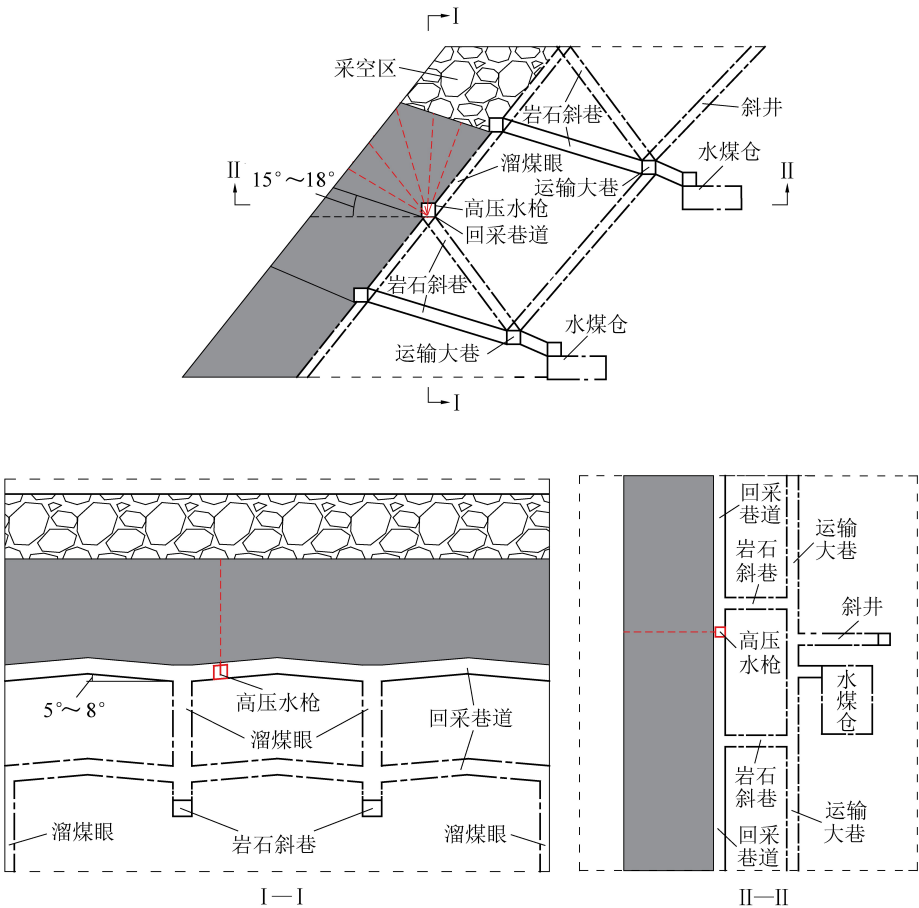 I
采空区
岩石斜巷
斜井
水煤仓
溜煤眼
II
15°～18°
运输大巷
II
高压水枪
回采巷道
岩石斜巷
水煤仓
运输大巷
I
5°～8°
高压水枪
溜煤眼
回采巷道
溜煤眼
岩石斜巷
溜煤眼
I—I
回采
巷道
运输
大巷
岩石
斜巷
斜井
高压
水枪
水
煤
仓
岩石
斜巷
运输
大巷
回采
巷道
II—II